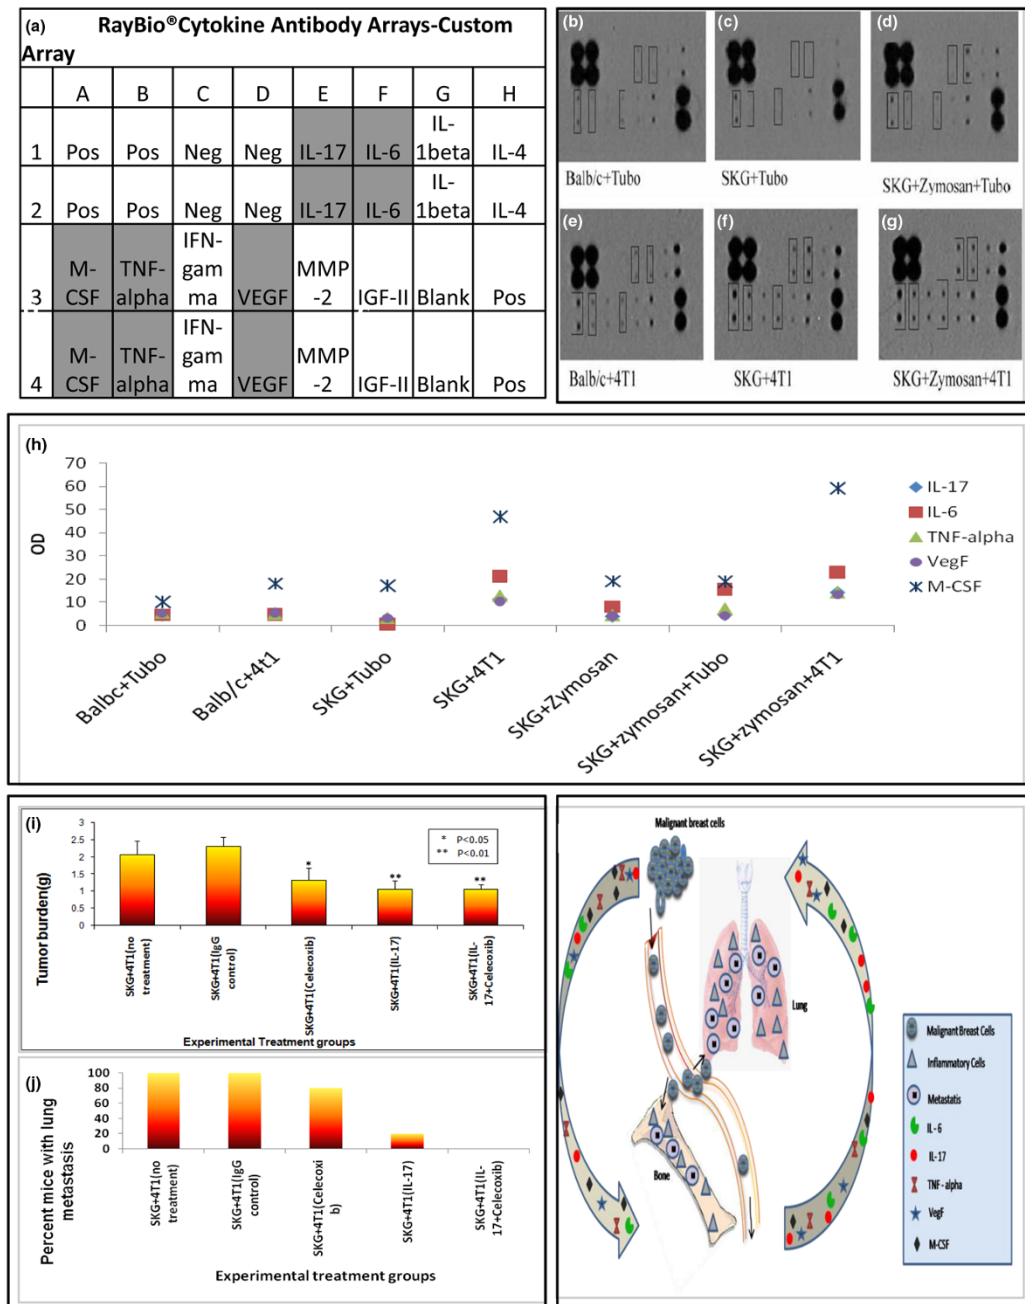 (a) RayBio®Cytokine Antibody Arrays-Custom
Array
A B C D E F G H
1 Pos Pos Neg Neg IL-17 IL-6 IL-1beta IL-4
2 Pos Pos Neg Neg IL-17 IL-6 IL-1beta IL-4
3 M-CSF TNF-alpha IFN-gamma VEGF MMP-2 IGF-II Blank Pos
4 M-CSF TNF-alpha IFN-gamma VEGF MMP-2 IGF-II Blank Pos
(b) (c) (d)
Balb/c+Tubo SKG+Tubo SKG+Zymosan+Tubo
(e) (f) (g)
Balb/c+4T1 SKG+4T1 SKG+Zymosan+4T1
(h)
70
60
50
40
30
20
10
0
OD
Balbc+Tubo
Balb/c+4t1
SKG+Tubo
SKG+4T1
SKG+Zymosan
SKG+zymosan+Tubo
SKG+zymosan+4T1
IL-17
IL-6
TNF-alpha
VegF
M-CSF
(i)
Tumorburden(g)
3
2.5
2
1.5
1
0.5
0
* P<0.05
** P<0.01
*
**
**
SKG+4T1(no treatment)
SKG+4T1(IgG control)
SKG+4T1(Celecoxib)
SKG+4T1(IL-17)
SKG+4T1(IL-17+Celecoxib)
Experimental Treatment groups
(j)
Percent mice with lung
metastasis
100
80
60
40
20
0
SKG+4T1(no treatment)
SKG+4T1(IgG control)
SKG+4T1(Celecoxi
b)
SKG+4T1(IL-17)
SKG+4T1(IL-17+Celecoxib)
Experimental treatment groups
Malignant breast cells
Lung
Bone
Malignant Breast Cells
Inflammatory Cells
Metastatis
IL-6
IL-17
TNF-alpha
VegF
M-CSF